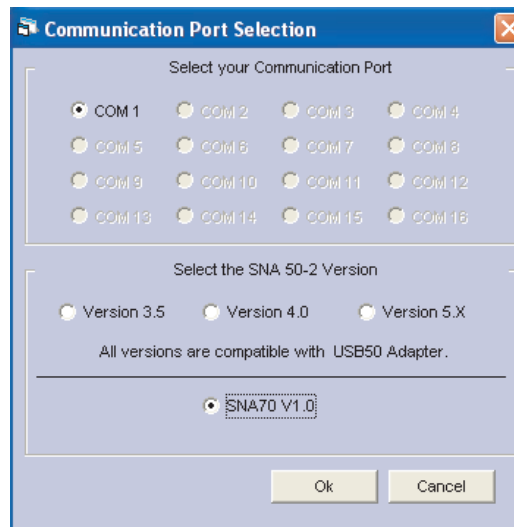 Communication Port Selection
Select your Communication Port
COM 1 COM 2 COM 3 COM 4
COM 5 COM 6 COM 7 COM 8
COM 9 COM 10 COM 11 COM 12
COM 13 COM 14 COM 15 COM 16
Select the SNA 50-2 Version
Version 3.5 Version 4.0 Version 5.X
All versions are compatible with USB50 Adapter.
SNA70 V1.0
Ok Cancel